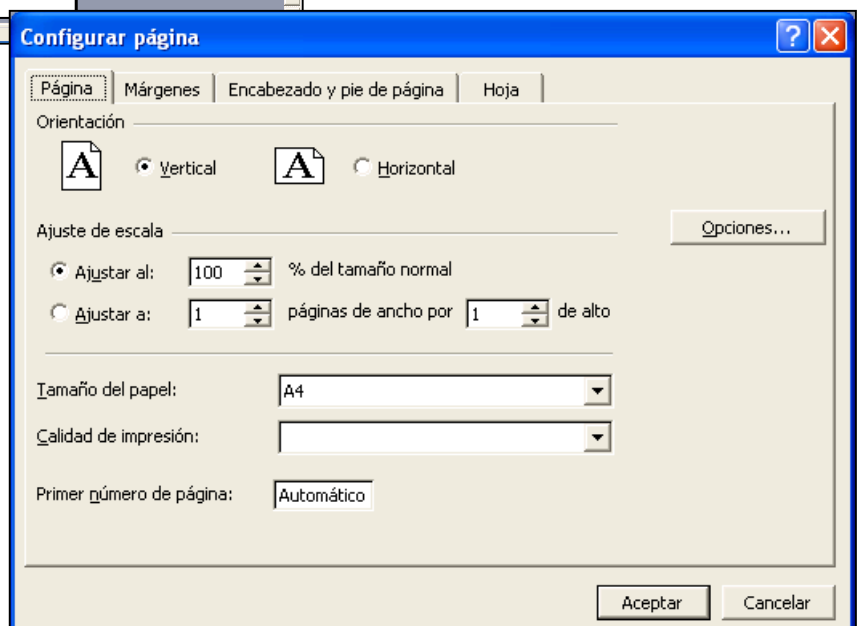 Configurar página
Página Márgenes Encabezado y pie de página Hoja
Orientación
A Vertical A Horizontal
Opciones...
Ajuste de escala
Ajustar al: 100 % del tamaño normal
Ajustar a: 1 páginas de ancho por 1 de alto
Tamaño del papel: A4
Calidad de impresión:
Primer número de página: Automático
Aceptar Cancelar